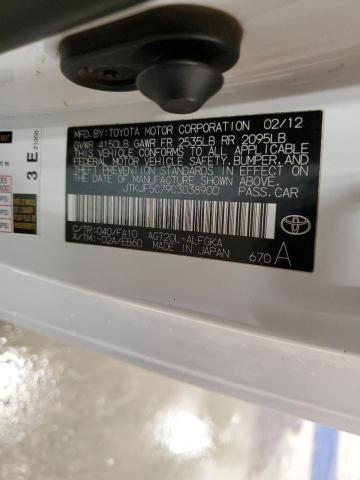 MFD. BY: TOYOTA MOTOR CORPORATION 02/12
GVWR 4150LB GAWR FR 2535LB RR 2095LB
THIS VEHICLE CONFORMS TO ALL APPLICABLE
FEDERAL MOTOR VEHICLE SAFETY, BUMPER, AND
THEFT PREVENTION STANDARDS IN EFFECT ON
THE DATE OF MANUFACTURE SHOWN ABOVE.
JTKJF5C79C3038900 PASS.CAR
C/TR: 040/FA10 AGT20L-ALFGKA
A/TM: -02A/EB60 MADE IN JAPAN 670 A
3 E 21350